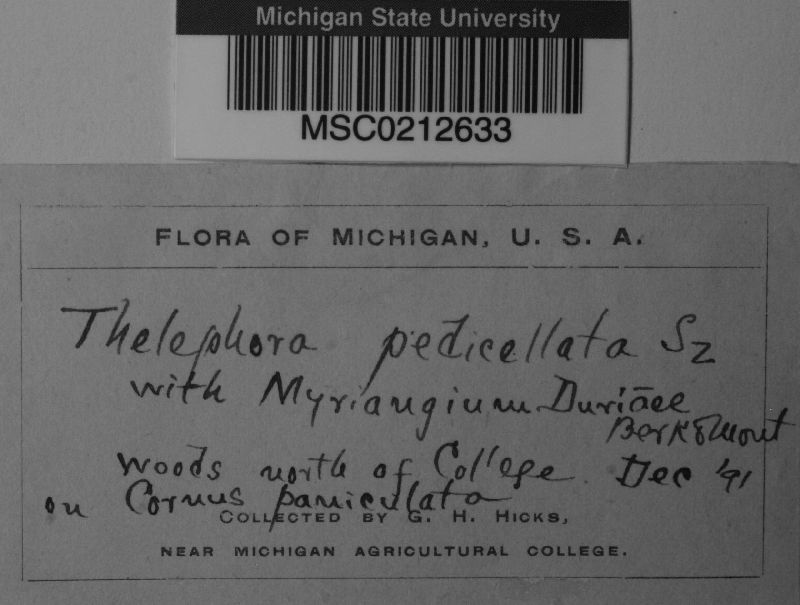 Michigan State University
MSC0212633
FLORA OF MICHIGAN, U. S. A.
Thelephora pedicellata Sz
with Myriangium Duriaee
Berk & Mont
woods north of College. Dec '91
on Cornus paniculata
COLLECTED BY G. H. HICKS,
NEAR MICHIGAN AGRICULTURAL COLLEGE.